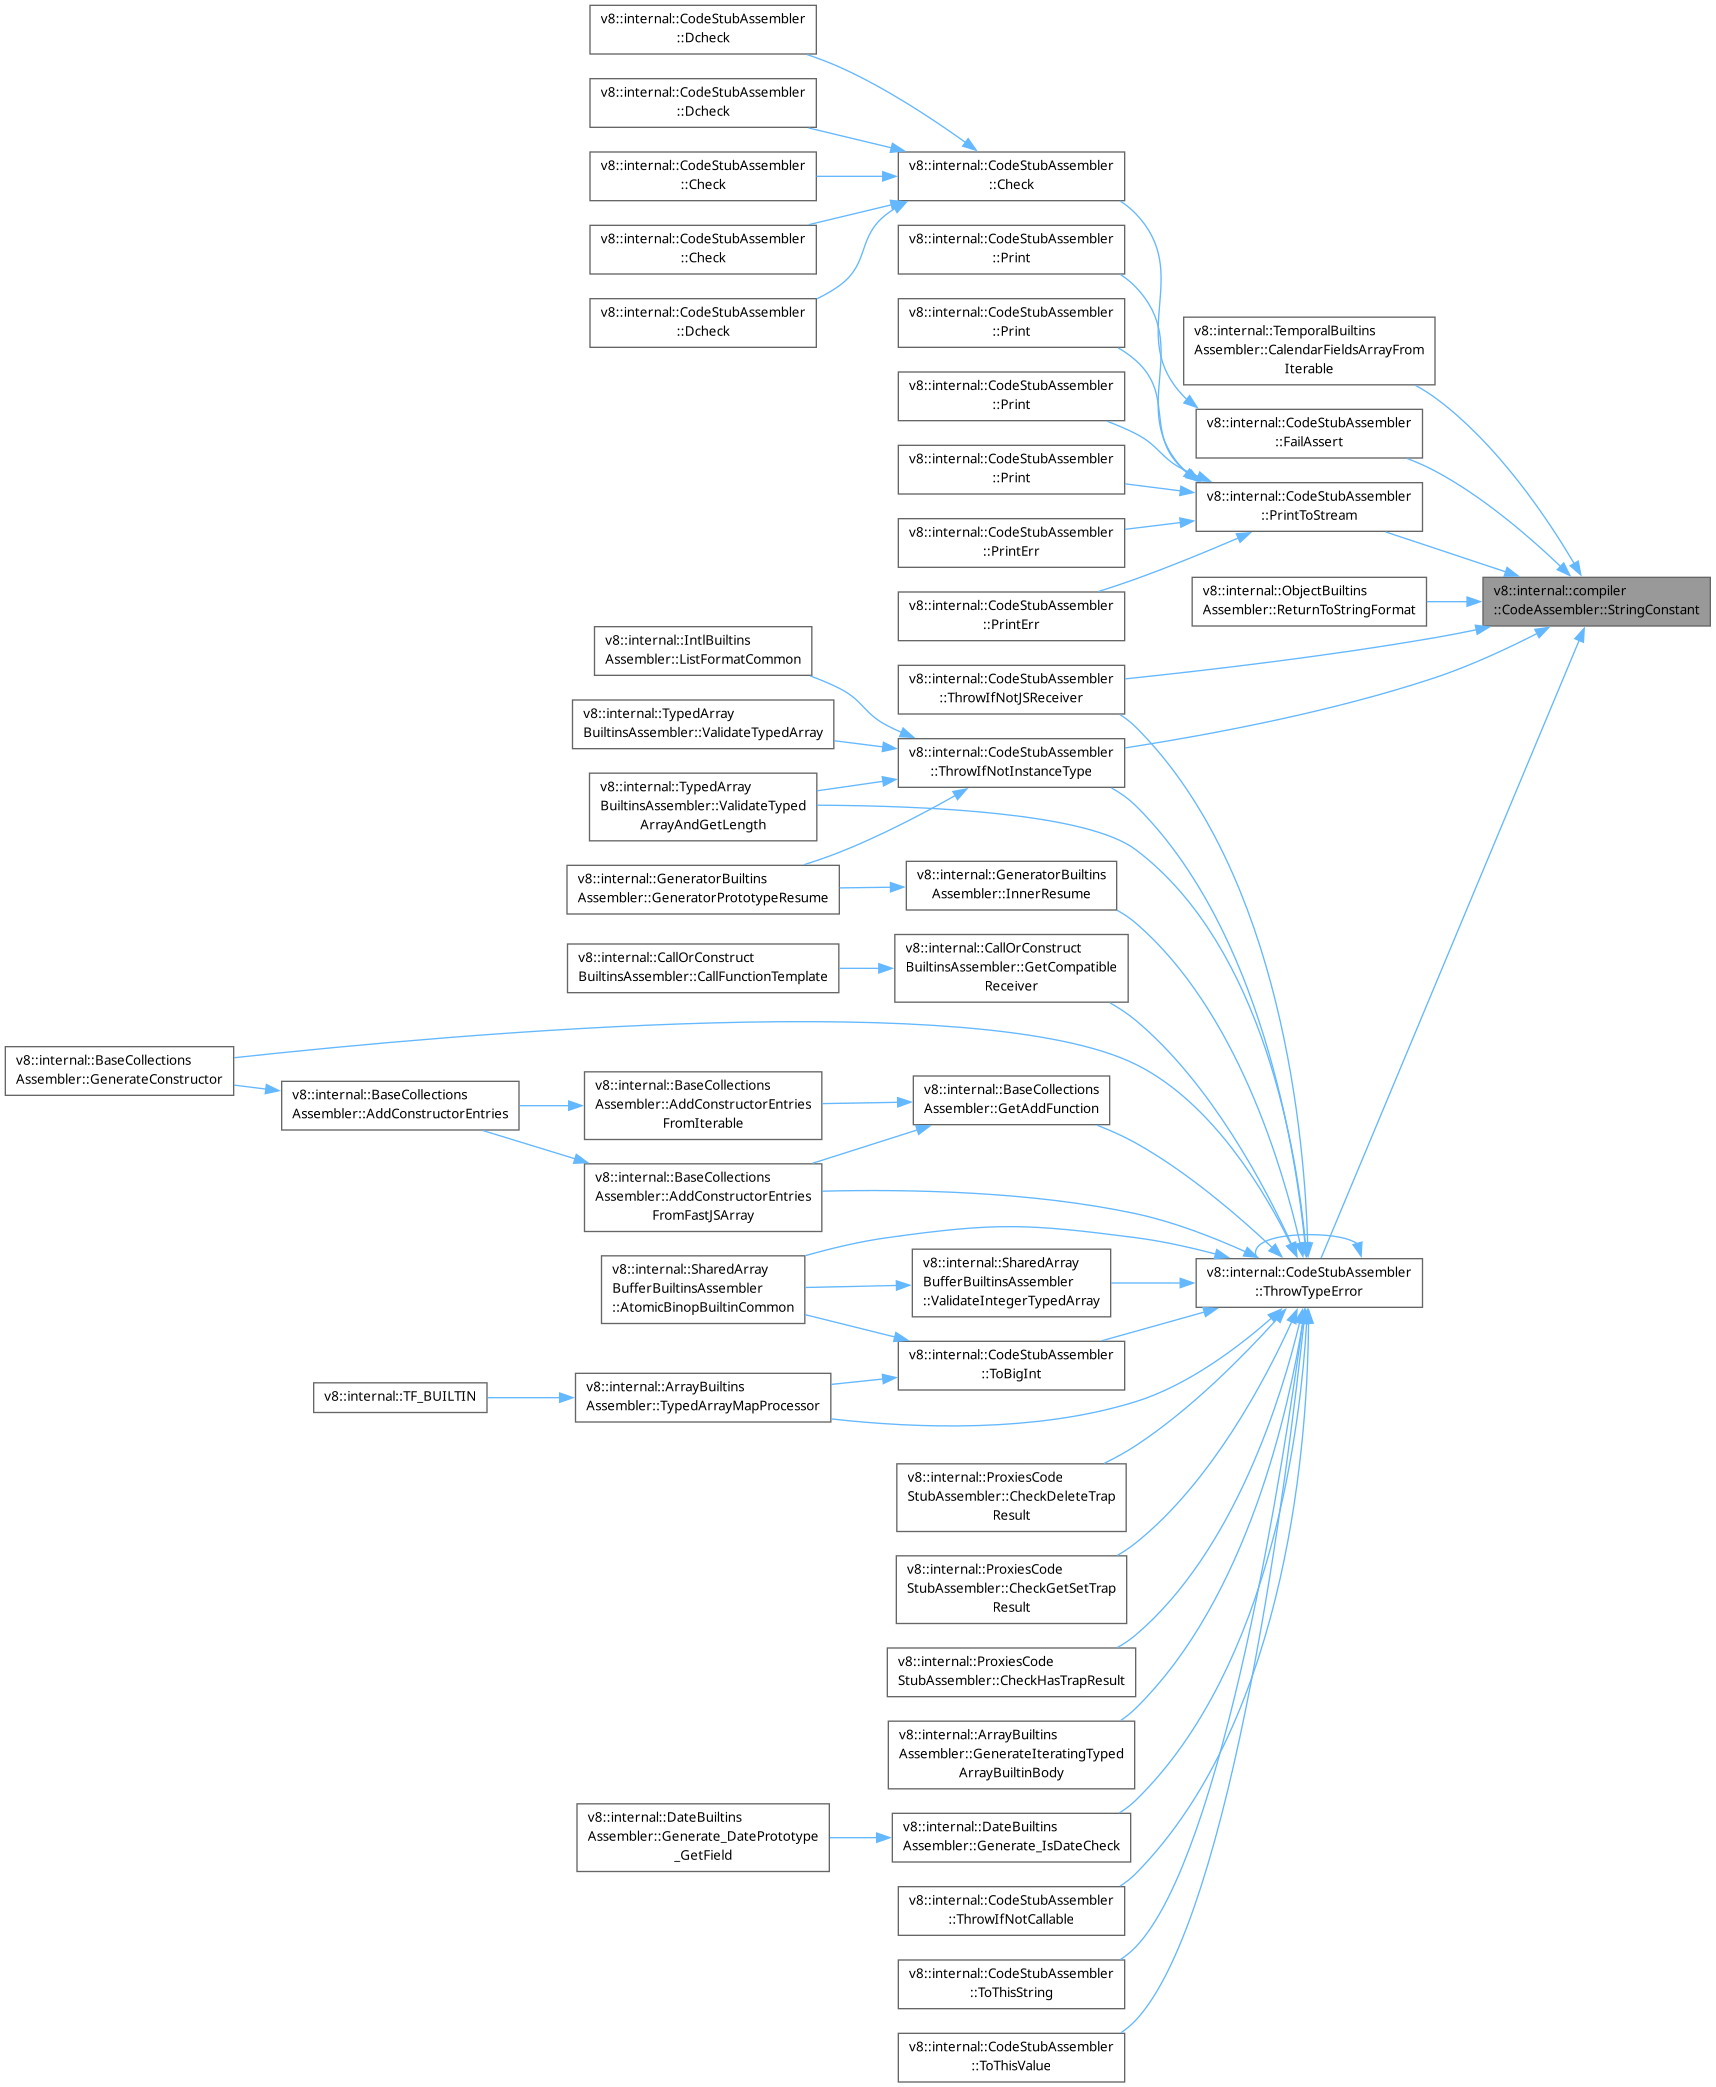 v8::internal::CodeStubAssembler
::Dcheck
v8::internal::CodeStubAssembler
::Dcheck
v8::internal::CodeStubAssembler
::Check
v8::internal::CodeStubAssembler
::Check
v8::internal::CodeStubAssembler
::Dcheck
v8::internal::CodeStubAssembler
::Check
v8::internal::CodeStubAssembler
::Print
v8::internal::CodeStubAssembler
::Print
v8::internal::CodeStubAssembler
::Print
v8::internal::CodeStubAssembler
::Print
v8::internal::CodeStubAssembler
::PrintErr
v8::internal::CodeStubAssembler
::PrintErr
v8::internal::TemporalBuiltins
Assembler::CalendarFieldsArrayFrom
Iterable
v8::internal::CodeStubAssembler
::FailAssert
v8::internal::CodeStubAssembler
::PrintToStream
v8::internal::ObjectBuiltins
Assembler::ReturnToStringFormat
v8::internal::compiler
::CodeAssembler::StringConstant
v8::internal::IntlBuiltins
Assembler::ListFormatCommon
v8::internal::TypedArray
BuiltinsAssembler::ValidateTypedArray
v8::internal::TypedArray
BuiltinsAssembler::ValidateTyped
ArrayAndGetLength
v8::internal::GeneratorBuiltins
Assembler::GeneratorPrototypeResume
v8::internal::CallOrConstruct
BuiltinsAssembler::CallFunctionTemplate
v8::internal::CodeStubAssembler
::ThrowIfNotJSReceiver
v8::internal::CodeStubAssembler
::ThrowIfNotInstanceType
v8::internal::GeneratorBuiltins
Assembler::InnerResume
v8::internal::CallOrConstruct
BuiltinsAssembler::GetCompatible
Receiver
v8::internal::BaseCollections
Assembler::GenerateConstructor
v8::internal::BaseCollections
Assembler::AddConstructorEntries
v8::internal::BaseCollections
Assembler::AddConstructorEntries
FromIterable
v8::internal::BaseCollections
Assembler::GetAddFunction
v8::internal::BaseCollections
Assembler::AddConstructorEntries
FromFastJSArray
v8::internal::SharedArray
BufferBuiltinsAssembler
::AtomicBinopBuiltinCommon
v8::internal::SharedArray
BufferBuiltinsAssembler
::ValidateIntegerTypedArray
v8::internal::CodeStubAssembler
::ThrowTypeError
v8::internal::CodeStubAssembler
::ToBigInt
v8::internal::TF_BUILTIN
v8::internal::ArrayBuiltins
Assembler::TypedArrayMapProcessor
v8::internal::ProxiesCode
StubAssembler::CheckDeleteTrap
Result
v8::internal::ProxiesCode
StubAssembler::CheckGetSetTrap
Result
v8::internal::ProxiesCode
StubAssembler::CheckHasTrapResult
v8::internal::ArrayBuiltins
Assembler::GenerateIteratingTyped
ArrayBuiltinBody
v8::internal::DateBuiltins
Assembler::Generate_DatePrototype
_GetField
v8::internal::DateBuiltins
Assembler::Generate_IsDateCheck
v8::internal::CodeStubAssembler
::ThrowIfNotCallable
v8::internal::CodeStubAssembler
::ToThisString
v8::internal::CodeStubAssembler
::ToThisValue